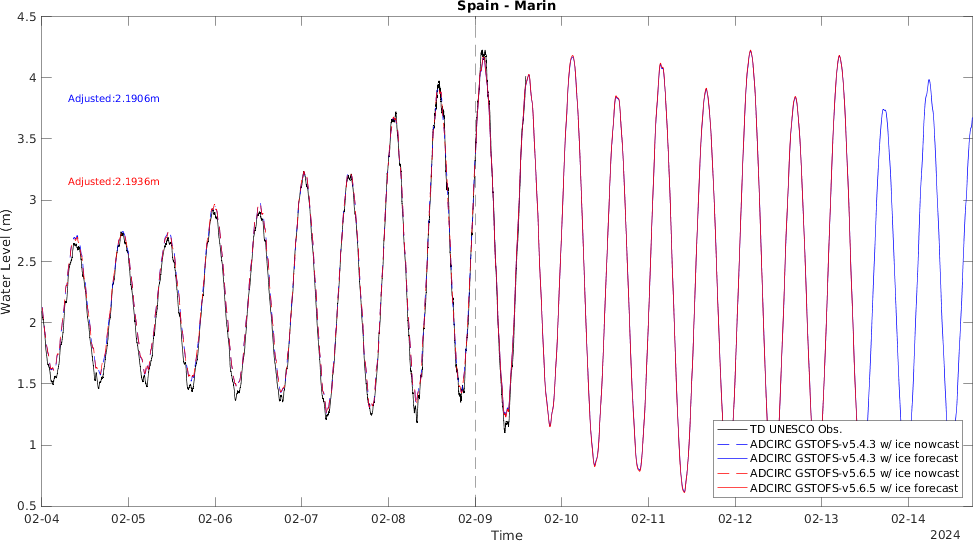 Spain - Marin
4.5
4
3.5
3
2.5
2
1.5
1
0.5
Water Level (m)
Adjusted:2.1906m
Adjusted:2.1936m
TD UNESCO Obs.
ADCIRC GSTOFS-v5.4.3 w/ ice nowcast
ADCIRC GSTOFS-v5.4.3 w/ ice forecast
ADCIRC GSTOFS-v5.6.5 w/ ice nowcast
ADCIRC GSTOFS-v5.6.5 w/ ice forecast
02-04 02-05 02-06 02-07 02-08 02-09 02-10 02-11 02-12 02-13 02-14
Time
2024